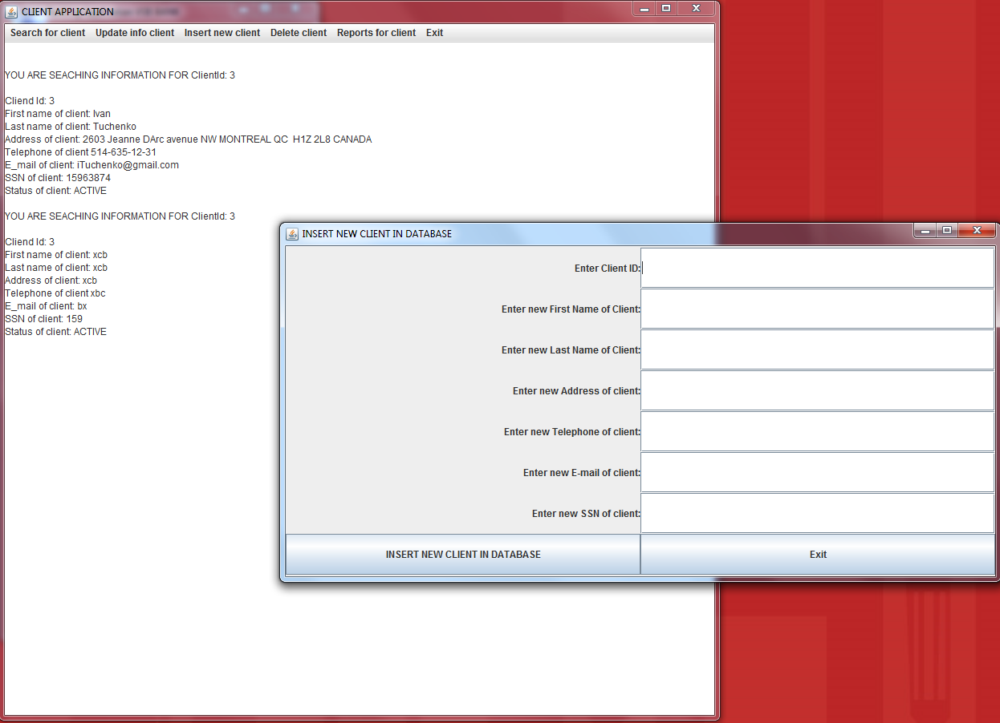 CLIENT APPLICATION
Search for client Update info client Insert new client Delete client Reports for client Exit
YOU ARE SEACHING INFORMATION FOR ClientId: 3
Cliend Id: 3
First name of client: Ivan
Last name of client: Tuchenko
Address of client: 2603 Jeanne DArc avenue NW MONTREAL QC  H1Z 2L8 CANADA
Telephone of client 514-635-12-31
E_mail of client: iTuchenko@gmail.com
SSN of client: 15963874
Status of client: ACTIVE
YOU ARE SEACHING INFORMATION FOR ClientId: 3
Cliend Id: 3
First name of client: xcb
Last name of client: xcb
Address of client: xcb
Telephone of client xbc
E_mail of client: bx
SSN of client: 159
Status of client: ACTIVE
INSERT NEW CLIENT IN DATABASE
Enter Client ID:
Enter new First Name of Client:
Enter new Last Name of Client:
Enter new Address of client:
Enter new Telephone of client:
Enter new E-mail of client:
Enter new SSN of client:
INSERT NEW CLIENT IN DATABASE Exit